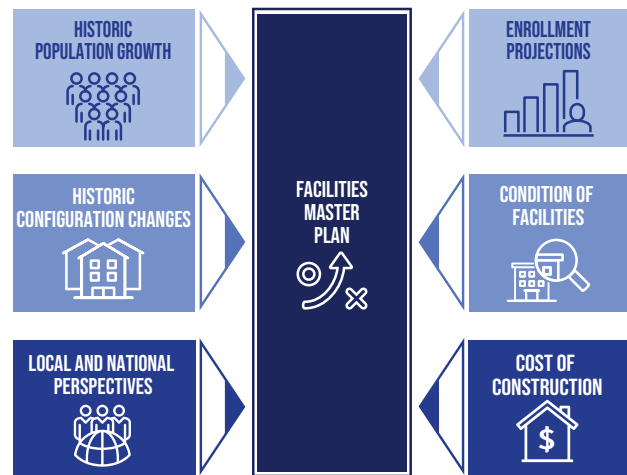 HISTORIC
POPULATION GROWTH
HISTORIC
CONFIGURATION CHANGES
LOCAL AND NATIONAL
PERSPECTIVES
FACILITIES
MASTER
PLAN
ENROLLMENT
PROJECTIONS
CONDITION OF
FACILITIES
COST OF
CONSTRUCTION
$